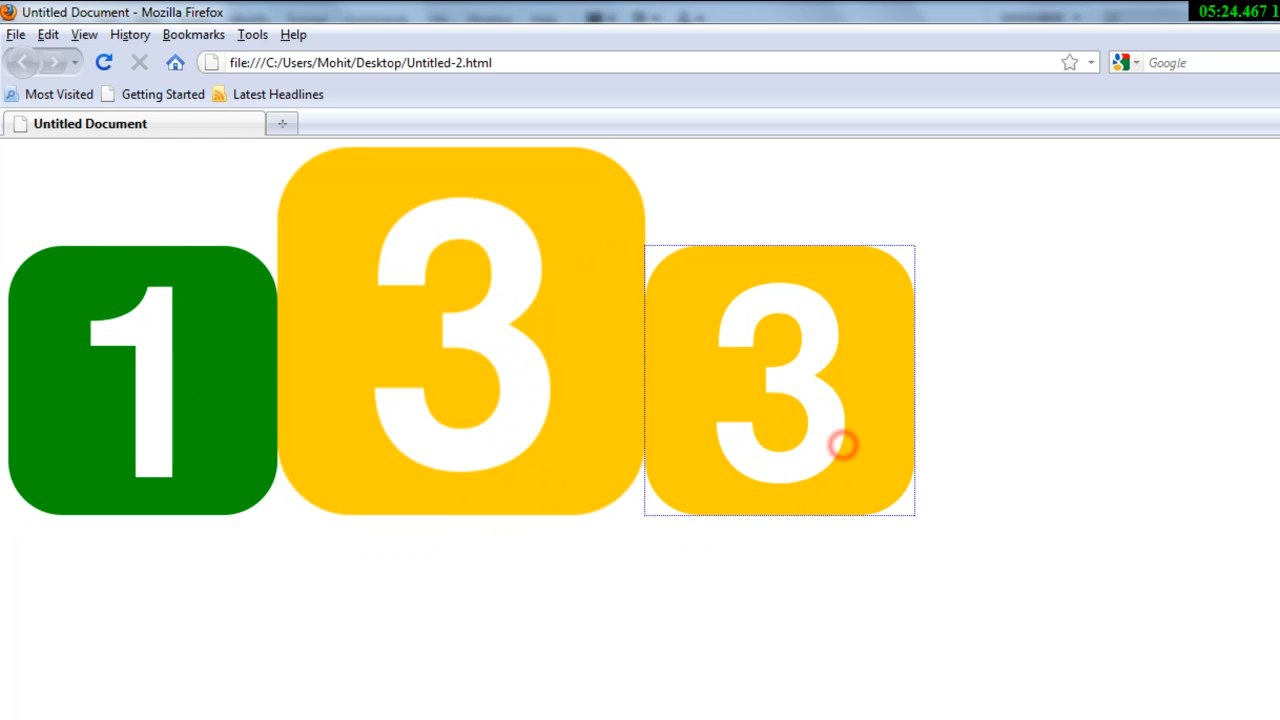 Untitled Document - Mozilla Firefox
05:24.467 1
File Edit View History Bookmarks Tools Help
file:///C:/Users/Mohit/Desktop/Untitled-2.html
Google
Most Visited Getting Started Latest Headlines
Untitled Document
1 3 3